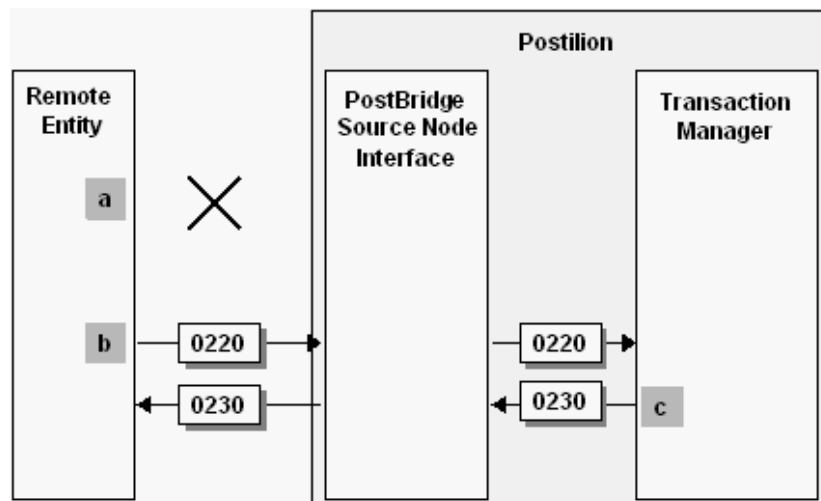 Postilion
Remote
Entity
PostBridge
Source Node
Interface
Transaction
Manager
a
b
0220
0220
0230
0230
c